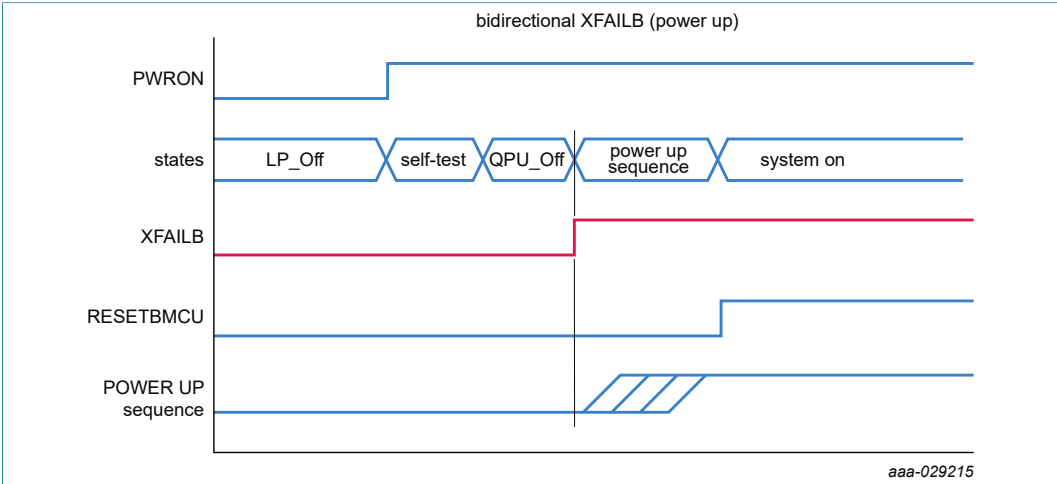 bidirectional XFAILB (power up)
PWRON
states
LP_Off
self-test
QPU_Off
power up
sequence
system on
XFAILB
RESETBMCU
POWER UP
sequence
aaa-029215